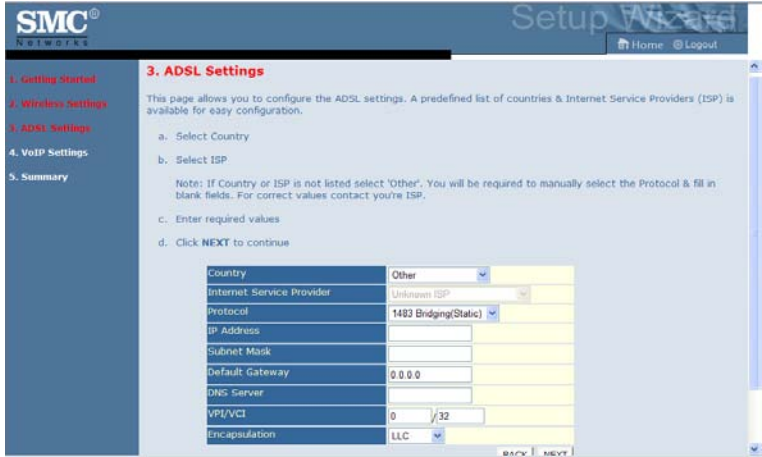 SMC®
Networks
Setup Wizard
Home Logout
1. Getting Started
2. Wireless Settings
3. ADSL Settings
4. VoIP Settings
5. Summary
3. ADSL Settings
This page allows you to configure the ADSL settings. A predefined list of countries & Internet Service Providers (ISP) is
available for easy configuration.
a. Select Country
b. Select ISP
Note: If Country or ISP is not listed select 'Other'. You will be required to manually select the Protocol & fill in
blank fields. For correct values contact you're ISP.
c. Enter required values
d. Click NEXT to continue
Country Other
Internet Service Provider Unknown ISP
Protocol 1483 Bridging(Static)
IP Address
Subnet Mask
Default Gateway 0.0.0.0
DNS Server
VPI/VCI 0 / 32
Encapsulation LLC
BACK NEXT